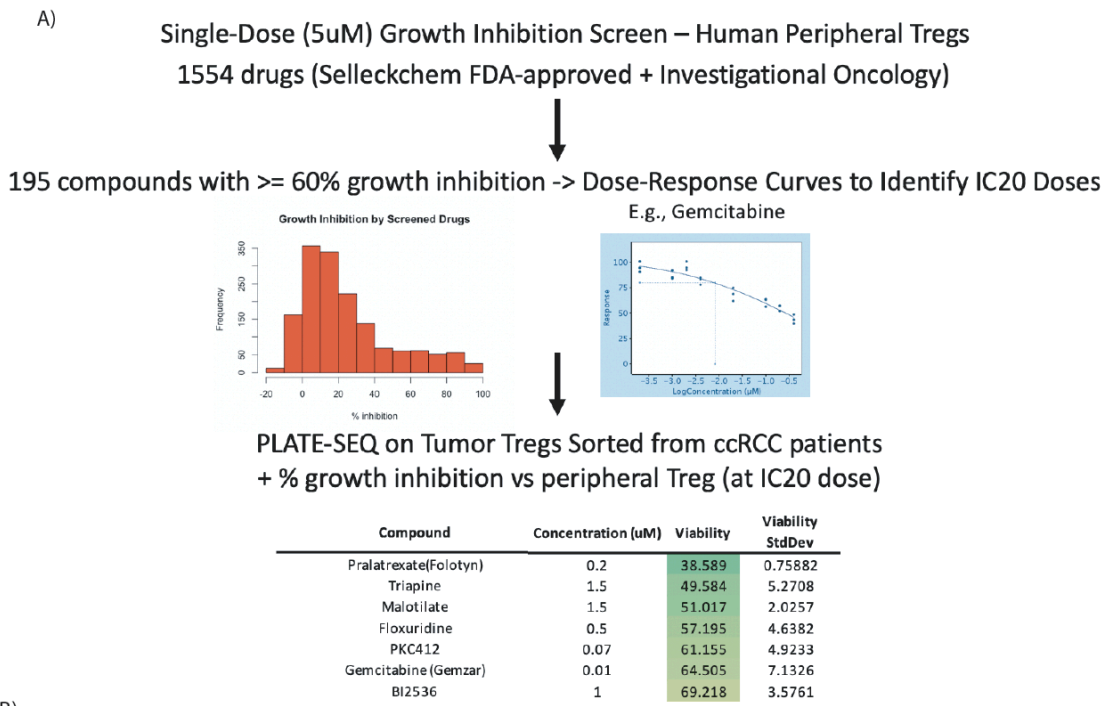 A)
Single-Dose (5uM) Growth Inhibition Screen – Human Peripheral Tregs
1554 drugs (Selleckchem FDA-approved + Investigational Oncology)
195 compounds with >= 60% growth inhibition -> Dose-Response Curves to Identify IC20 Doses
E.g., Gemcitabine
Growth Inhibition by Screened Drugs
Frequency
350
250
150
50
0
-20 0 20 40 60 80 100
% inhibition
Response
100
75
50
25
0
-3.5 -3.0 -2.5 -2.0 -1.5 -1.0 -0.5
LogConcentration (μM)
PLATE-SEQ on Tumor Tregs Sorted from ccRCC patients
+ % growth inhibition vs peripheral Treg (at IC20 dose)
Compound Concentration (uM) Viability Viability StdDev
Pralatrexate(Folotyn) 0.2 38.589 0.75882
Triapine 1.5 49.584 5.2708
Malotilate 1.5 51.017 2.0257
Floxuridine 0.5 57.195 4.6382
PKC412 0.07 61.155 4.9233
Gemcitabine (Gemzar) 0.01 64.505 7.1326
BI2536 1 69.218 3.5761